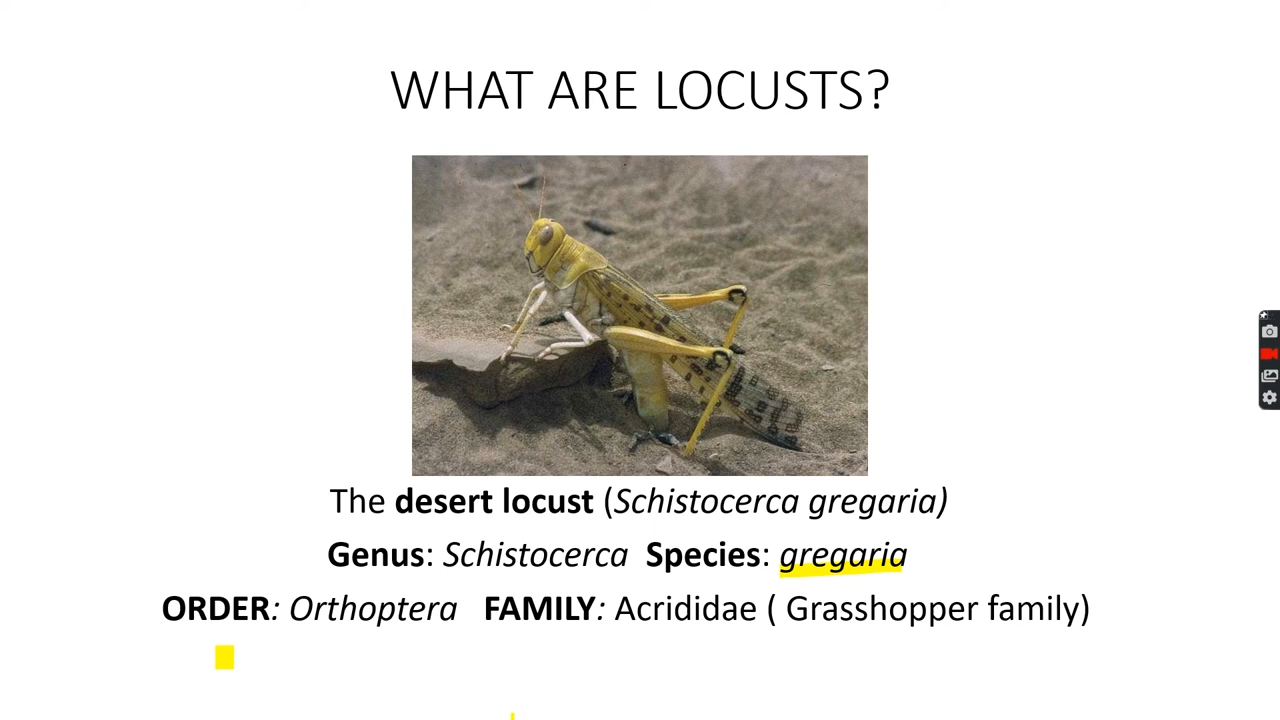 WHAT ARE LOCUSTS?
The desert locust (Schistocerca gregaria)
Genus: Schistocerca Species: gregaria
ORDER: Orthoptera FAMILY: Acrididae ( Grasshopper family)